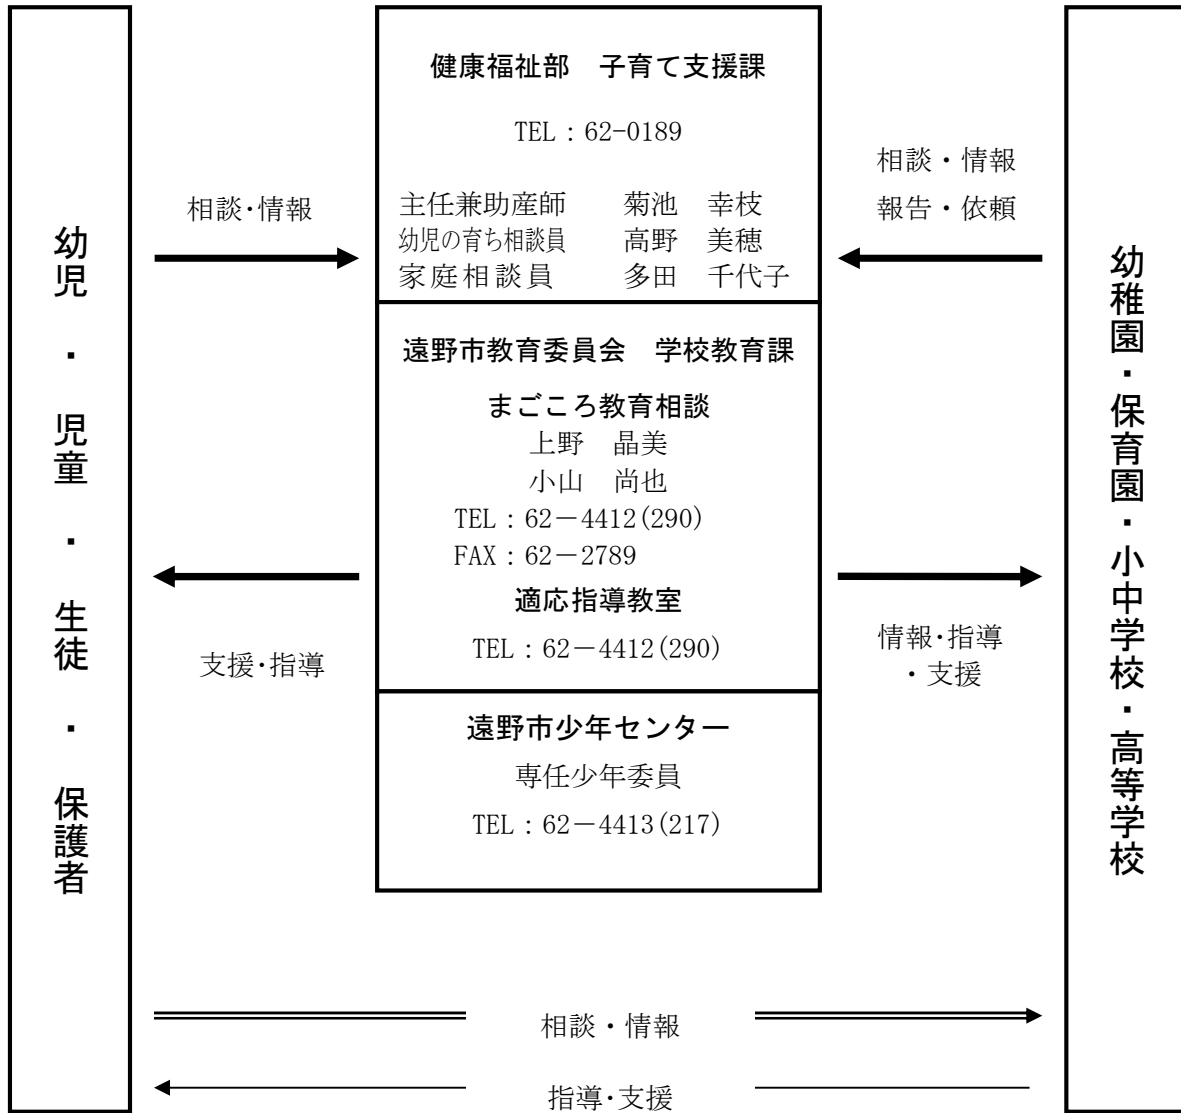 幼児 ・ 児童 ・ 生徒 ・ 保護者
相談・情報
支援・指導
健康福祉部　子育て支援課
TEL：62-0189
主任兼助産師　　菊池　幸枝
幼児の育ち相談員　　高野　美穂
家庭相談員　　多田　千代子
遠野市教育委員会　学校教育課
まごころ教育相談
上野　晶美
小山　尚也
TEL：62－4412(290)
FAX：62－2789
適応指導教室
TEL：62－4412(290)
遠野市少年センター
専任少年委員
TEL：62－4413(217)
相談・情報
報告・依頼
情報・指導
・支援
幼稚園・保育園・小中学校・高等学校
相談・情報
指導・支援